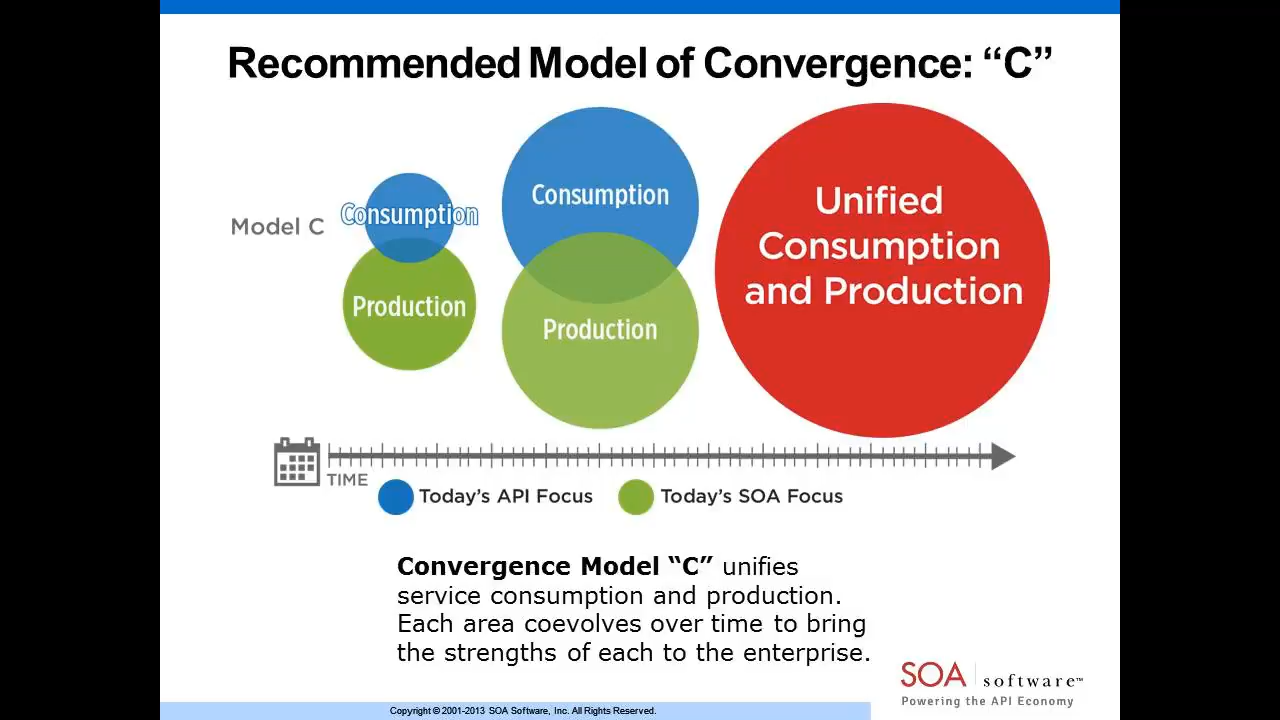 Recommended Model of Convergence: “C”
Model C
Consumption
Production
Consumption
Production
Unified
Consumption
and Production
TIME
Today’s API Focus
Today’s SOA Focus
Convergence Model “C” unifies
service consumption and production.
Each area coevolves over time to bring
the strengths of each to the enterprise.
SOA software™
Powering the API Economy
Copyright © 2001-2013 SOA Software, Inc. All Rights Reserved.